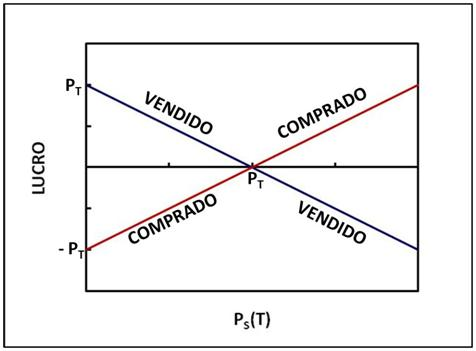 P_T
VENDIDO
COMPRADO
LUCRO
P_T
COMPRADO
VENDIDO
- P_T
P_S(T)